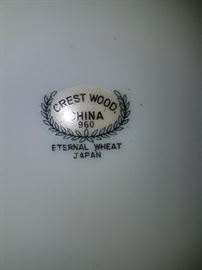 CREST WOOD
CHINA
960
ETERNAL WHEAT
JAPAN